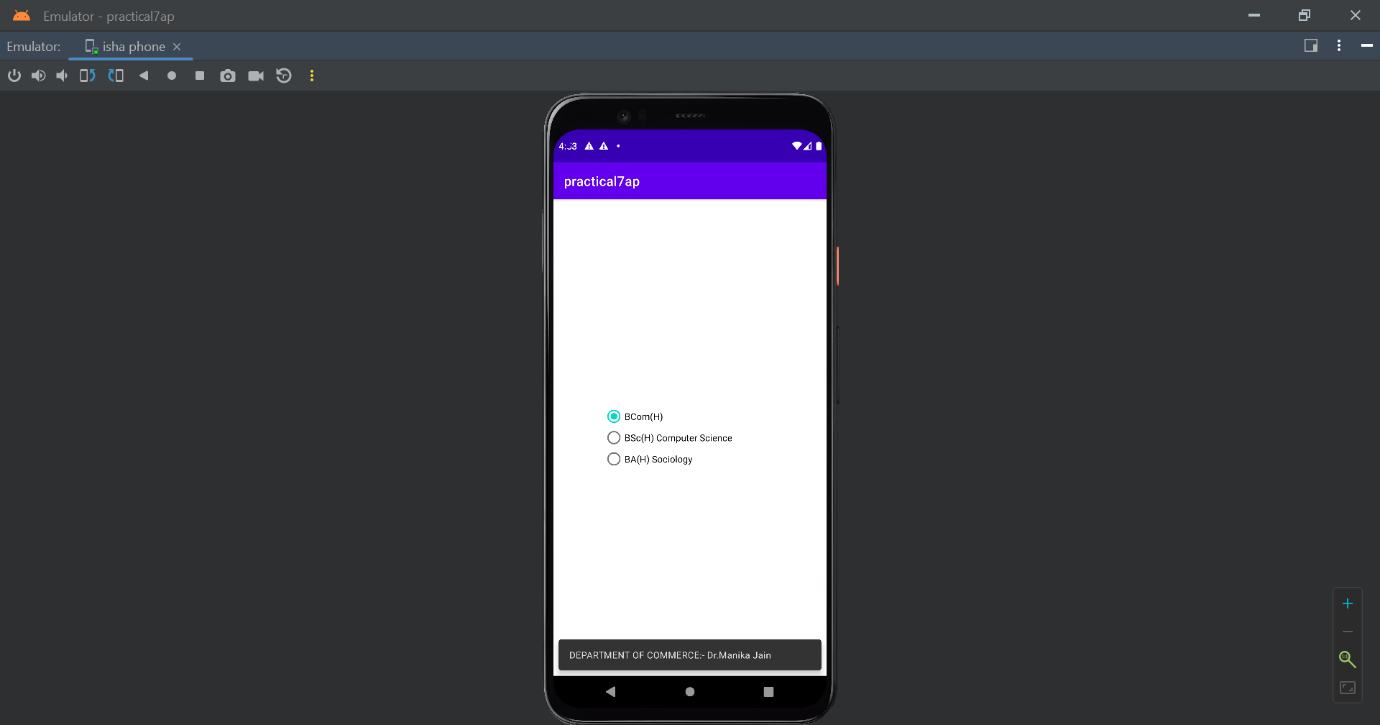 Emulator - practical7ap
Emulator:
isha phone
practical7ap
BCom(H)
BSc(H) Computer Science
BA(H) Sociology
DEPARTMENT OF COMMERCE:- Dr.Manika Jain